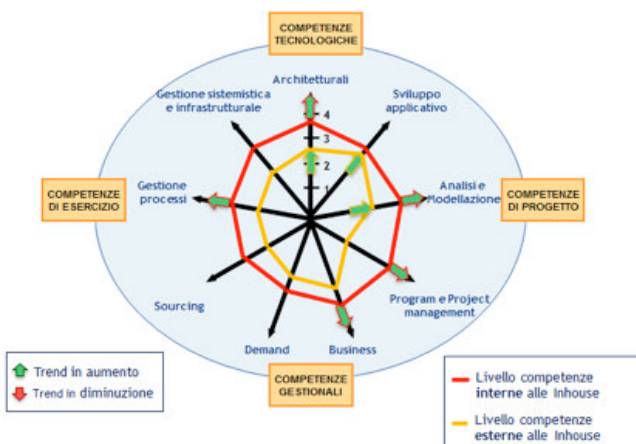 COMPETENZE
TECNOLOGICHE
Architetturali
Gestione sistemistica
e infrastrutturale
Sviluppo
applicativo
4
3
2
1
COMPETENZE
DI ESERCIZIO
Gestione
processi
Analisi e
Modellazione
COMPETENZE
DI PROGETTO
Sourcing
Program e Project
management
Demand
Business
COMPETENZE
GESTIONALI
Trend in aumento
Trend in diminuzione
Livello competenze
interne alle Inhouse
Livello competenze
esterne alle Inhouse